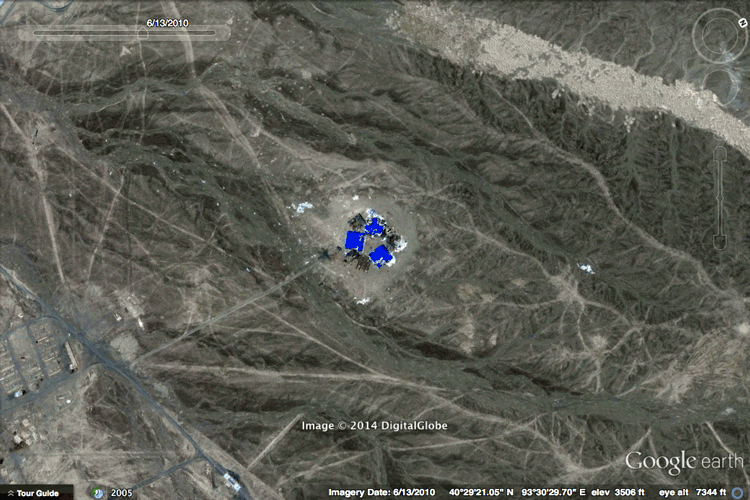 6/13/2010
Image © 2014 DigitalGlobe
Google earth
Tour Guide
2005
Imagery Date: 6/13/2010 40°29'21.05" N 93°30'29.70" E elev 3506 ft eye alt 7344 ft